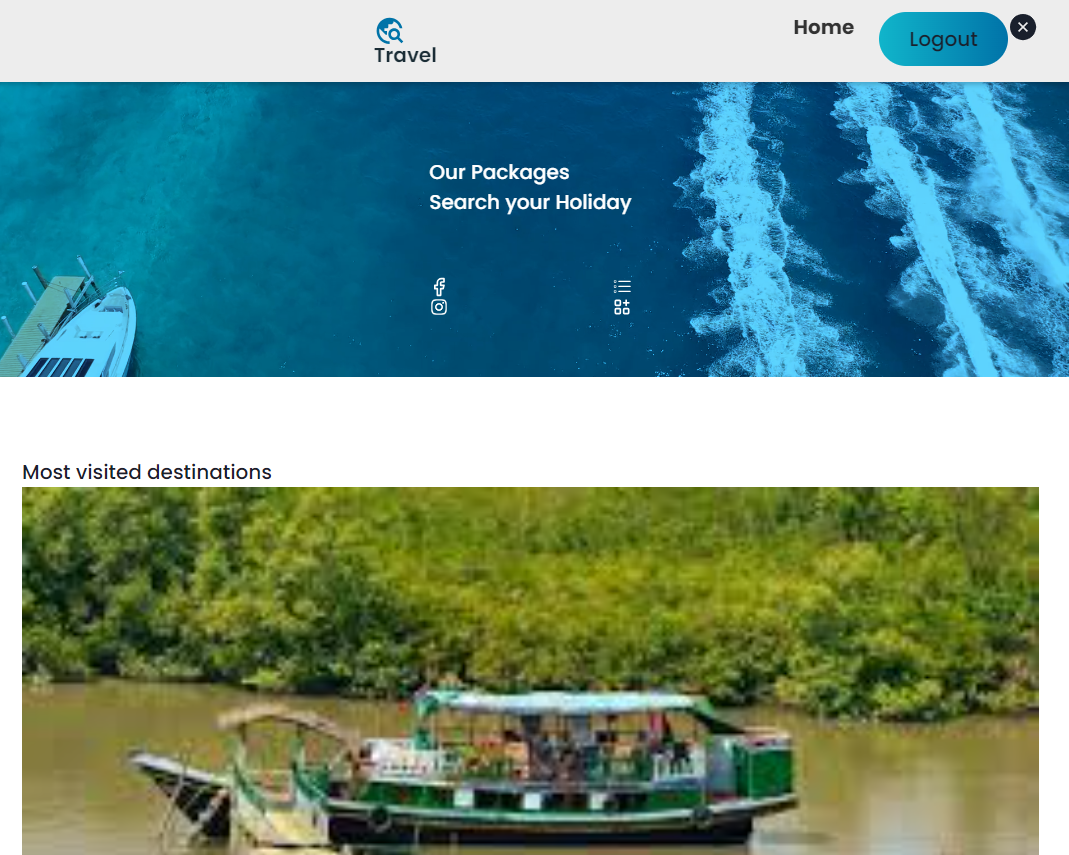 Travel
Home
Logout
Our Packages
Search your Holiday
Most visited destinations